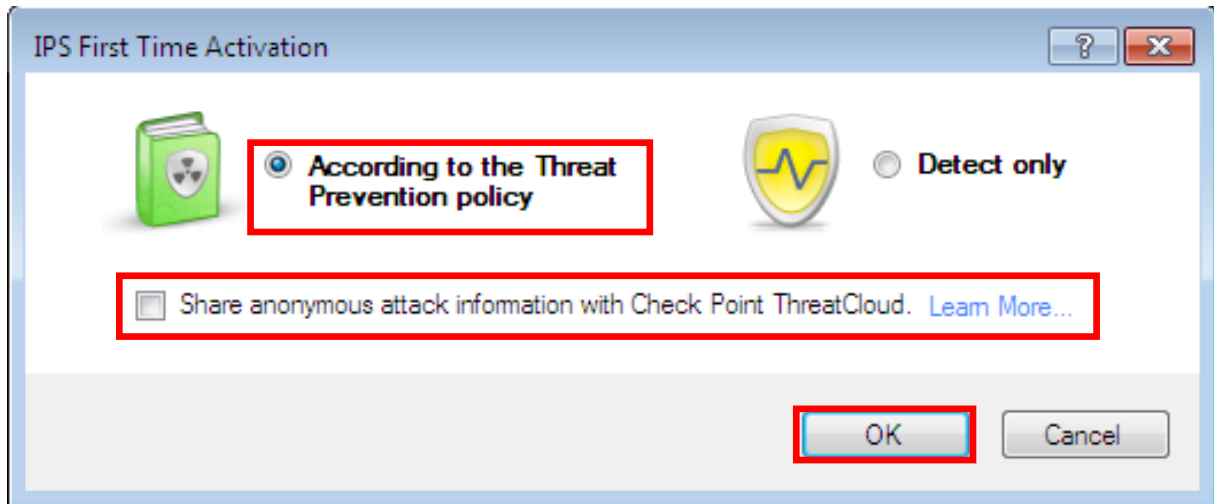 IPS First Time Activation
According to the Threat
Prevention policy
Detect only
Share anonymous attack information with Check Point ThreatCloud. Learn More...
OK
Cancel